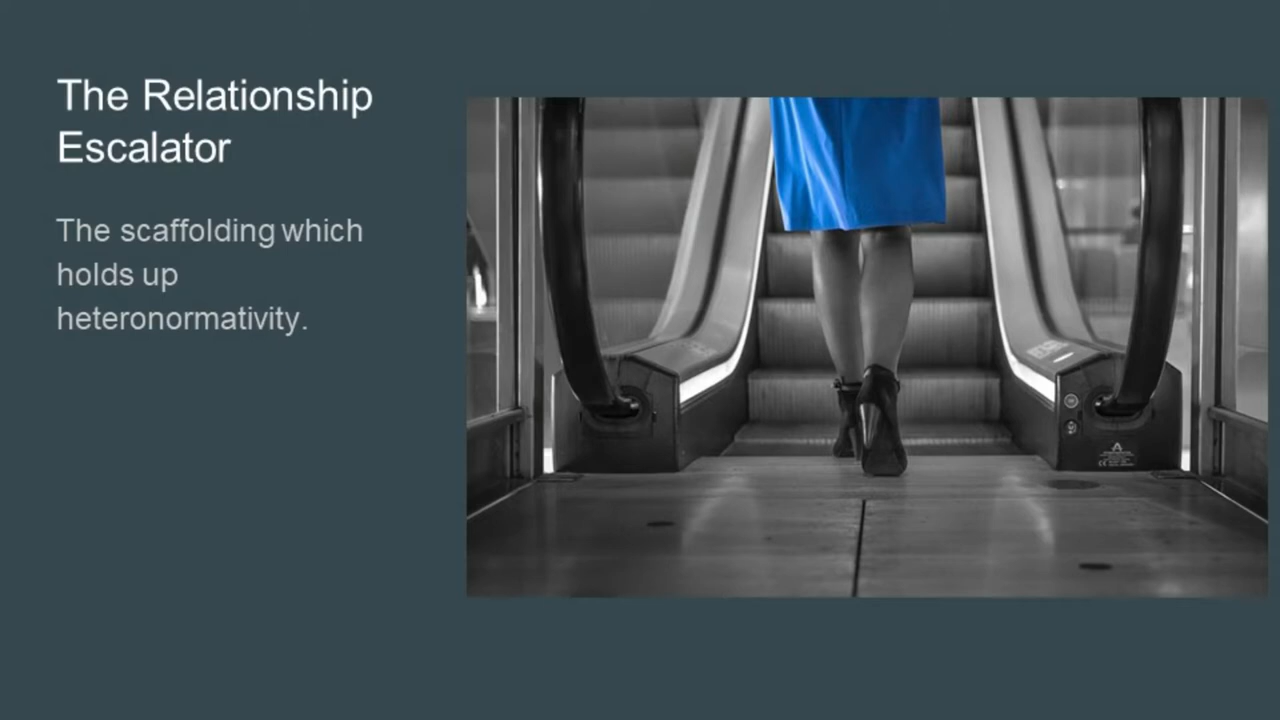 The Relationship
Escalator
The scaffolding which
holds up
heteronormativity.